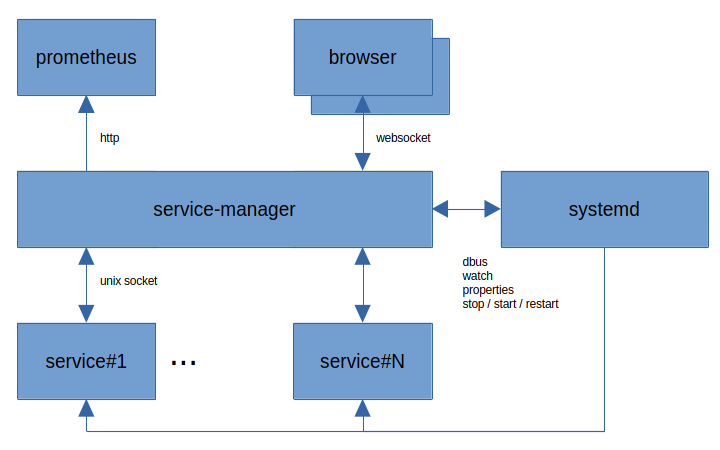 prometheus
browser
http
websocket
service-manager
systemd
dbus
watch
properties
stop / start / restart
unix socket
service#1
...
service#N